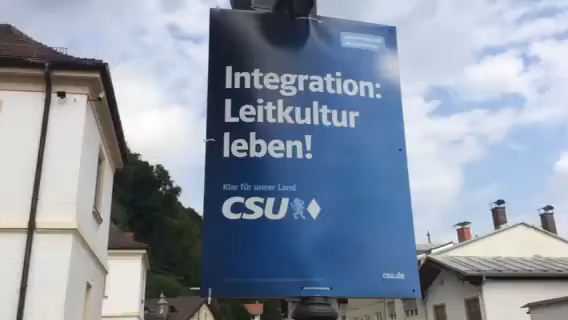 Integration:
Leitkultur
leben!
Klar für unser Land
CSU
csu.de